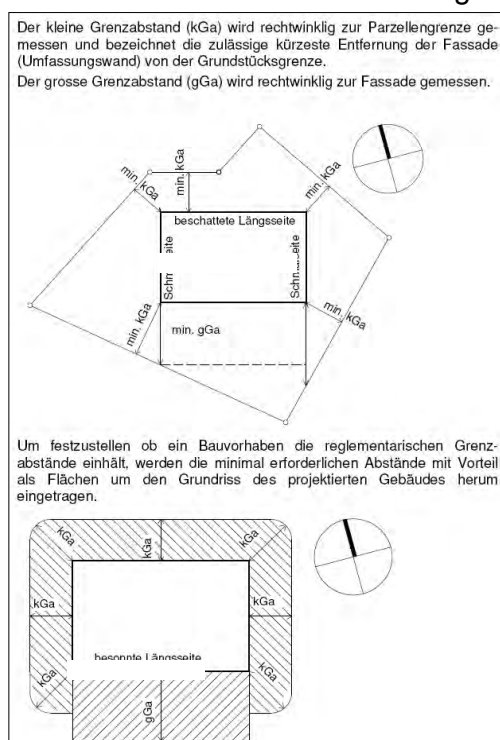 Der kleine Grenzabstand (kGa) wird rechtwinklig zur Parzellengrenze ge-
messen und bezeichnet die zulässige kürzeste Entfernung der Fassade
(Umfassungswand) von der Grundstücksgrenze.
Der grosse Grenzabstand (gGa) wird rechtwinklig zur Fassade gemessen.
min. kGa
min. kGa
min. kGa
beschattete Längsseite
min. kGa
min. gGa
min. kGa
Um festzustellen ob ein Bauvorhaben die reglementarischen Grenz-
abstände einhält, werden die minimal erforderlichen Abstände mit Vorteil
als Flächen um den Grundriss des projektierten Gebäudes herum
eingetragen.
kGa
kGa
kGa
kGa
kGa
besonnte Längsseite
kGa
kGa
gGa